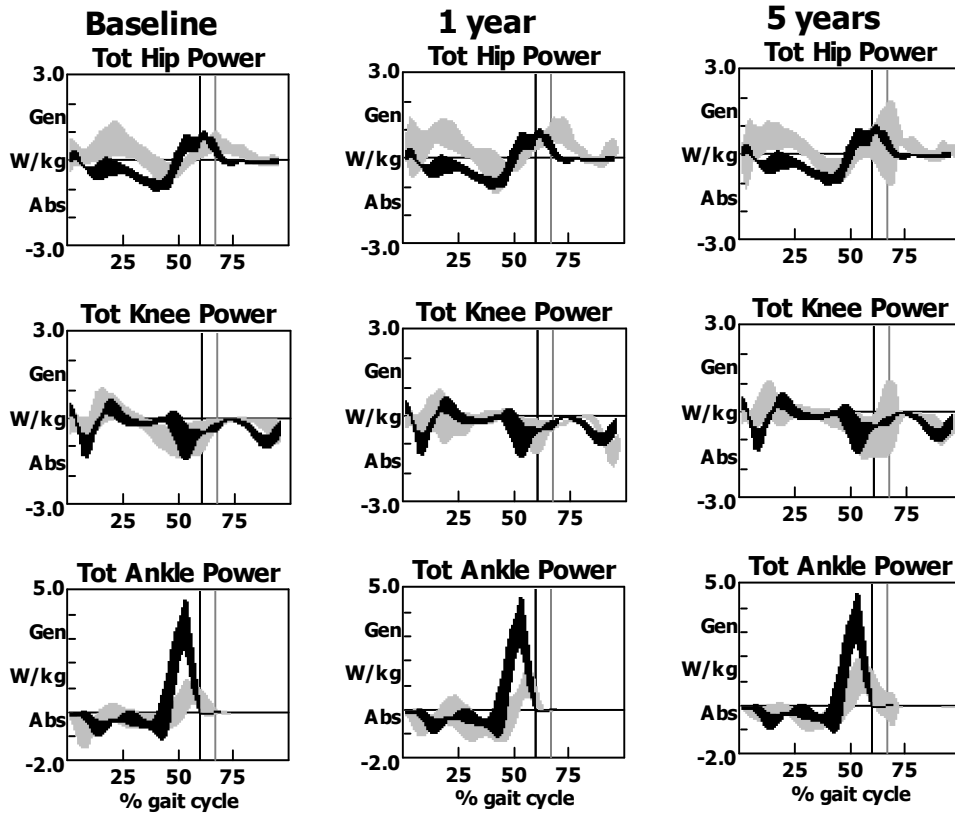 Baseline
1 year
5 years
Tot Hip Power
Tot Hip Power
Tot Hip Power
3.0
Gen
W/kg
Abs
-3.0
25 50 75
3.0
Gen
W/kg
Abs
-3.0
25 50 75
3.0
Gen
W/kg
Abs
-3.0
25 50 75
Tot Knee Power
Tot Knee Power
Tot Knee Power
3.0
Gen
W/kg
Abs
-3.0
25 50 75
3.0
Gen
W/kg
Abs
-3.0
25 50 75
3.0
Gen
W/kg
Abs
-3.0
25 50 75
Tot Ankle Power
Tot Ankle Power
Tot Ankle Power
5.0
Gen
W/kg
Abs
-2.0
25 50 75
% gait cycle
5.0
Gen
W/kg
Abs
-2.0
25 50 75
% gait cycle
5.0
Gen
W/kg
Abs
-2.0
25 50 75
% gait cycle